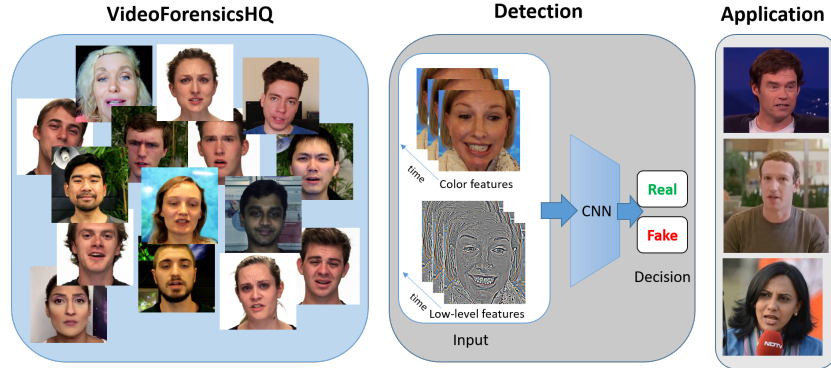 VideoForensicsHQ
Detection
Application
time
Color features
time
Low-level features
Input
CNN
Real
Fake
Decision
NDTV